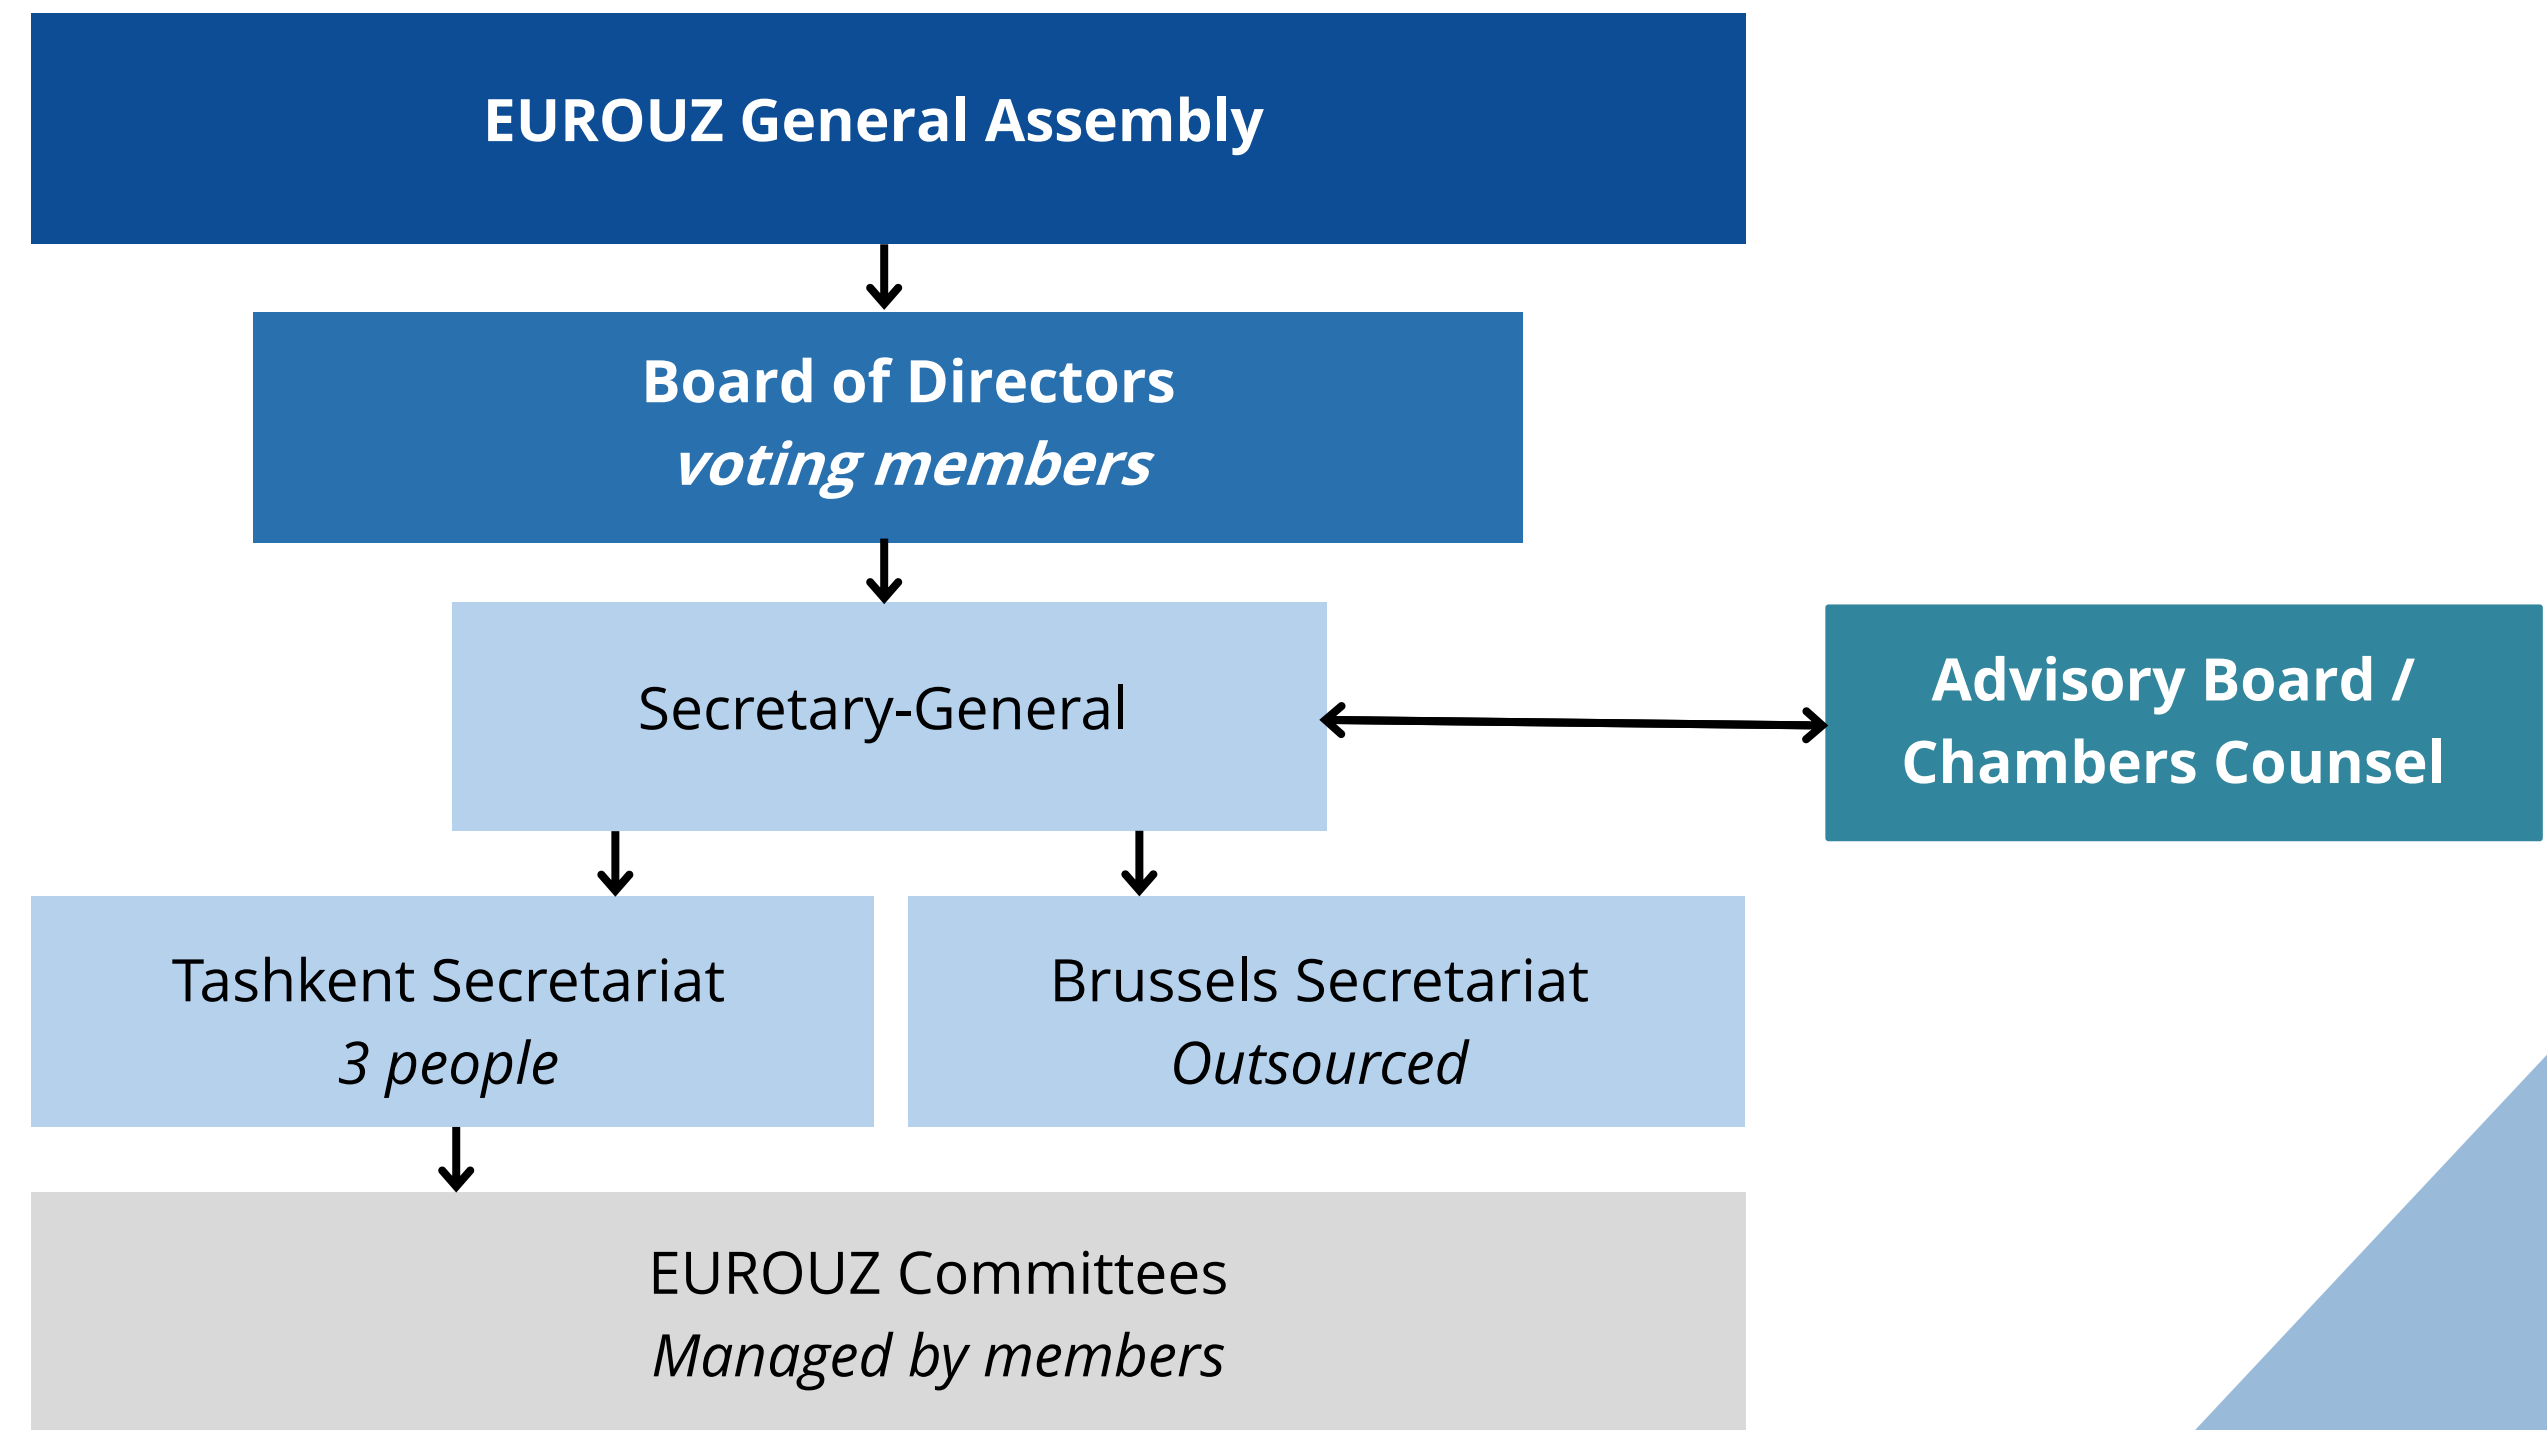 EUROUZ General Assembly
Board of Directors
voting members
Secretary-General
Advisory Board /
Chambers Counsel
Tashkent Secretariat
3 people
Brussels Secretariat
Outsourced
EUROUZ Committees
Managed by members